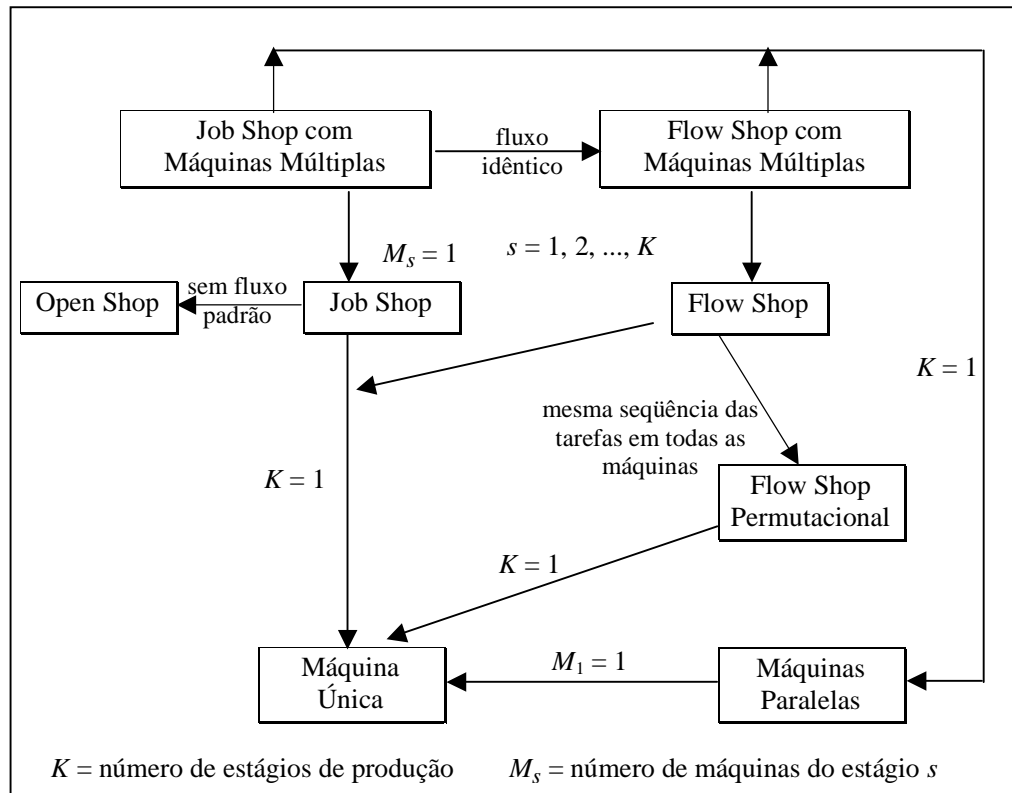 Job Shop com
Máquinas Múltiplas
fluxo
idêntico
Flow Shop com
Máquinas Múltiplas
M_s = 1
s = 1, 2, ..., K
Open Shop
sem fluxo
padrão
Job Shop
Flow Shop
K = 1
mesma seqüência das
tarefas em todas as
máquinas
K = 1
Flow Shop
Permutacional
K = 1
Máquina
Única
M_1 = 1
Máquinas
Paralelas
K = número de estágios de produção
M_s = número de máquinas do estágio s